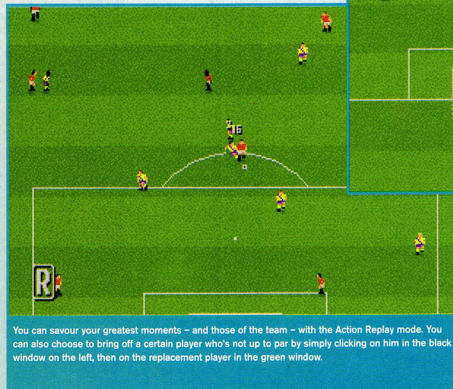 16
R
You can savour your greatest moments – and those of the team – with the Action Replay mode. You
can also choose to bring off a certain player who's not up to par by simply clicking on him in the black
window on the left, then on the replacement player in the green window.